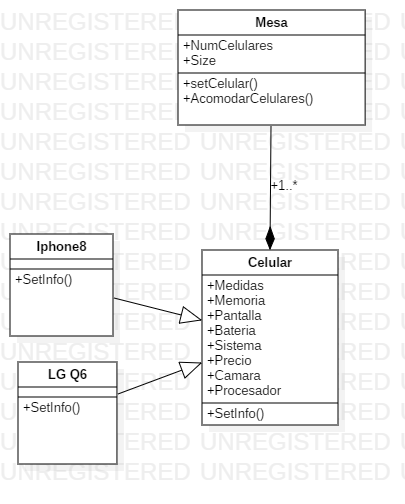 Mesa
+NumCelulares
+Size
+setCelular()
+AcomodarCelulares()
+1..*
Iphone8
+SetInfo()
LG Q6
+SetInfo()
Celular
+Medidas
+Memoria
+Pantalla
+Bateria
+Sistema
+Precio
+Camara
+Procesador
+SetInfo()
UNREGISTERED